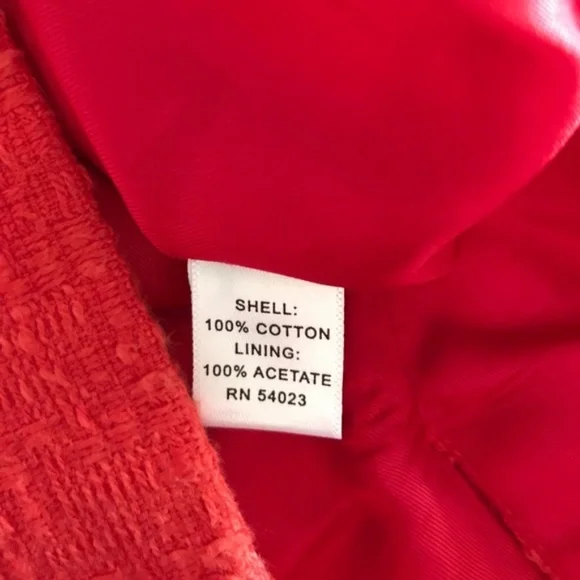 SHELL:
100% COTTON
LINING:
100% ACETATE
RN 54023